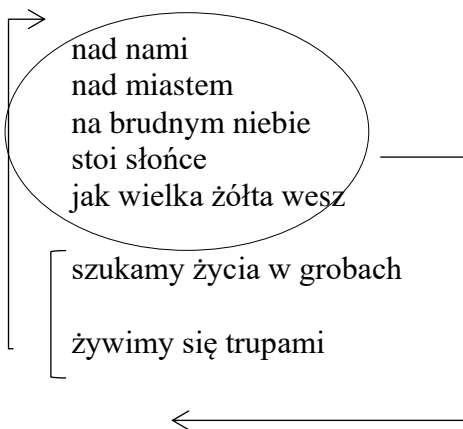 nad nami
nad miastem
na brudnym niebie
stoi słońce
jak wielka żółta wesz
szukamy życia w grobach
żywimy się trupami